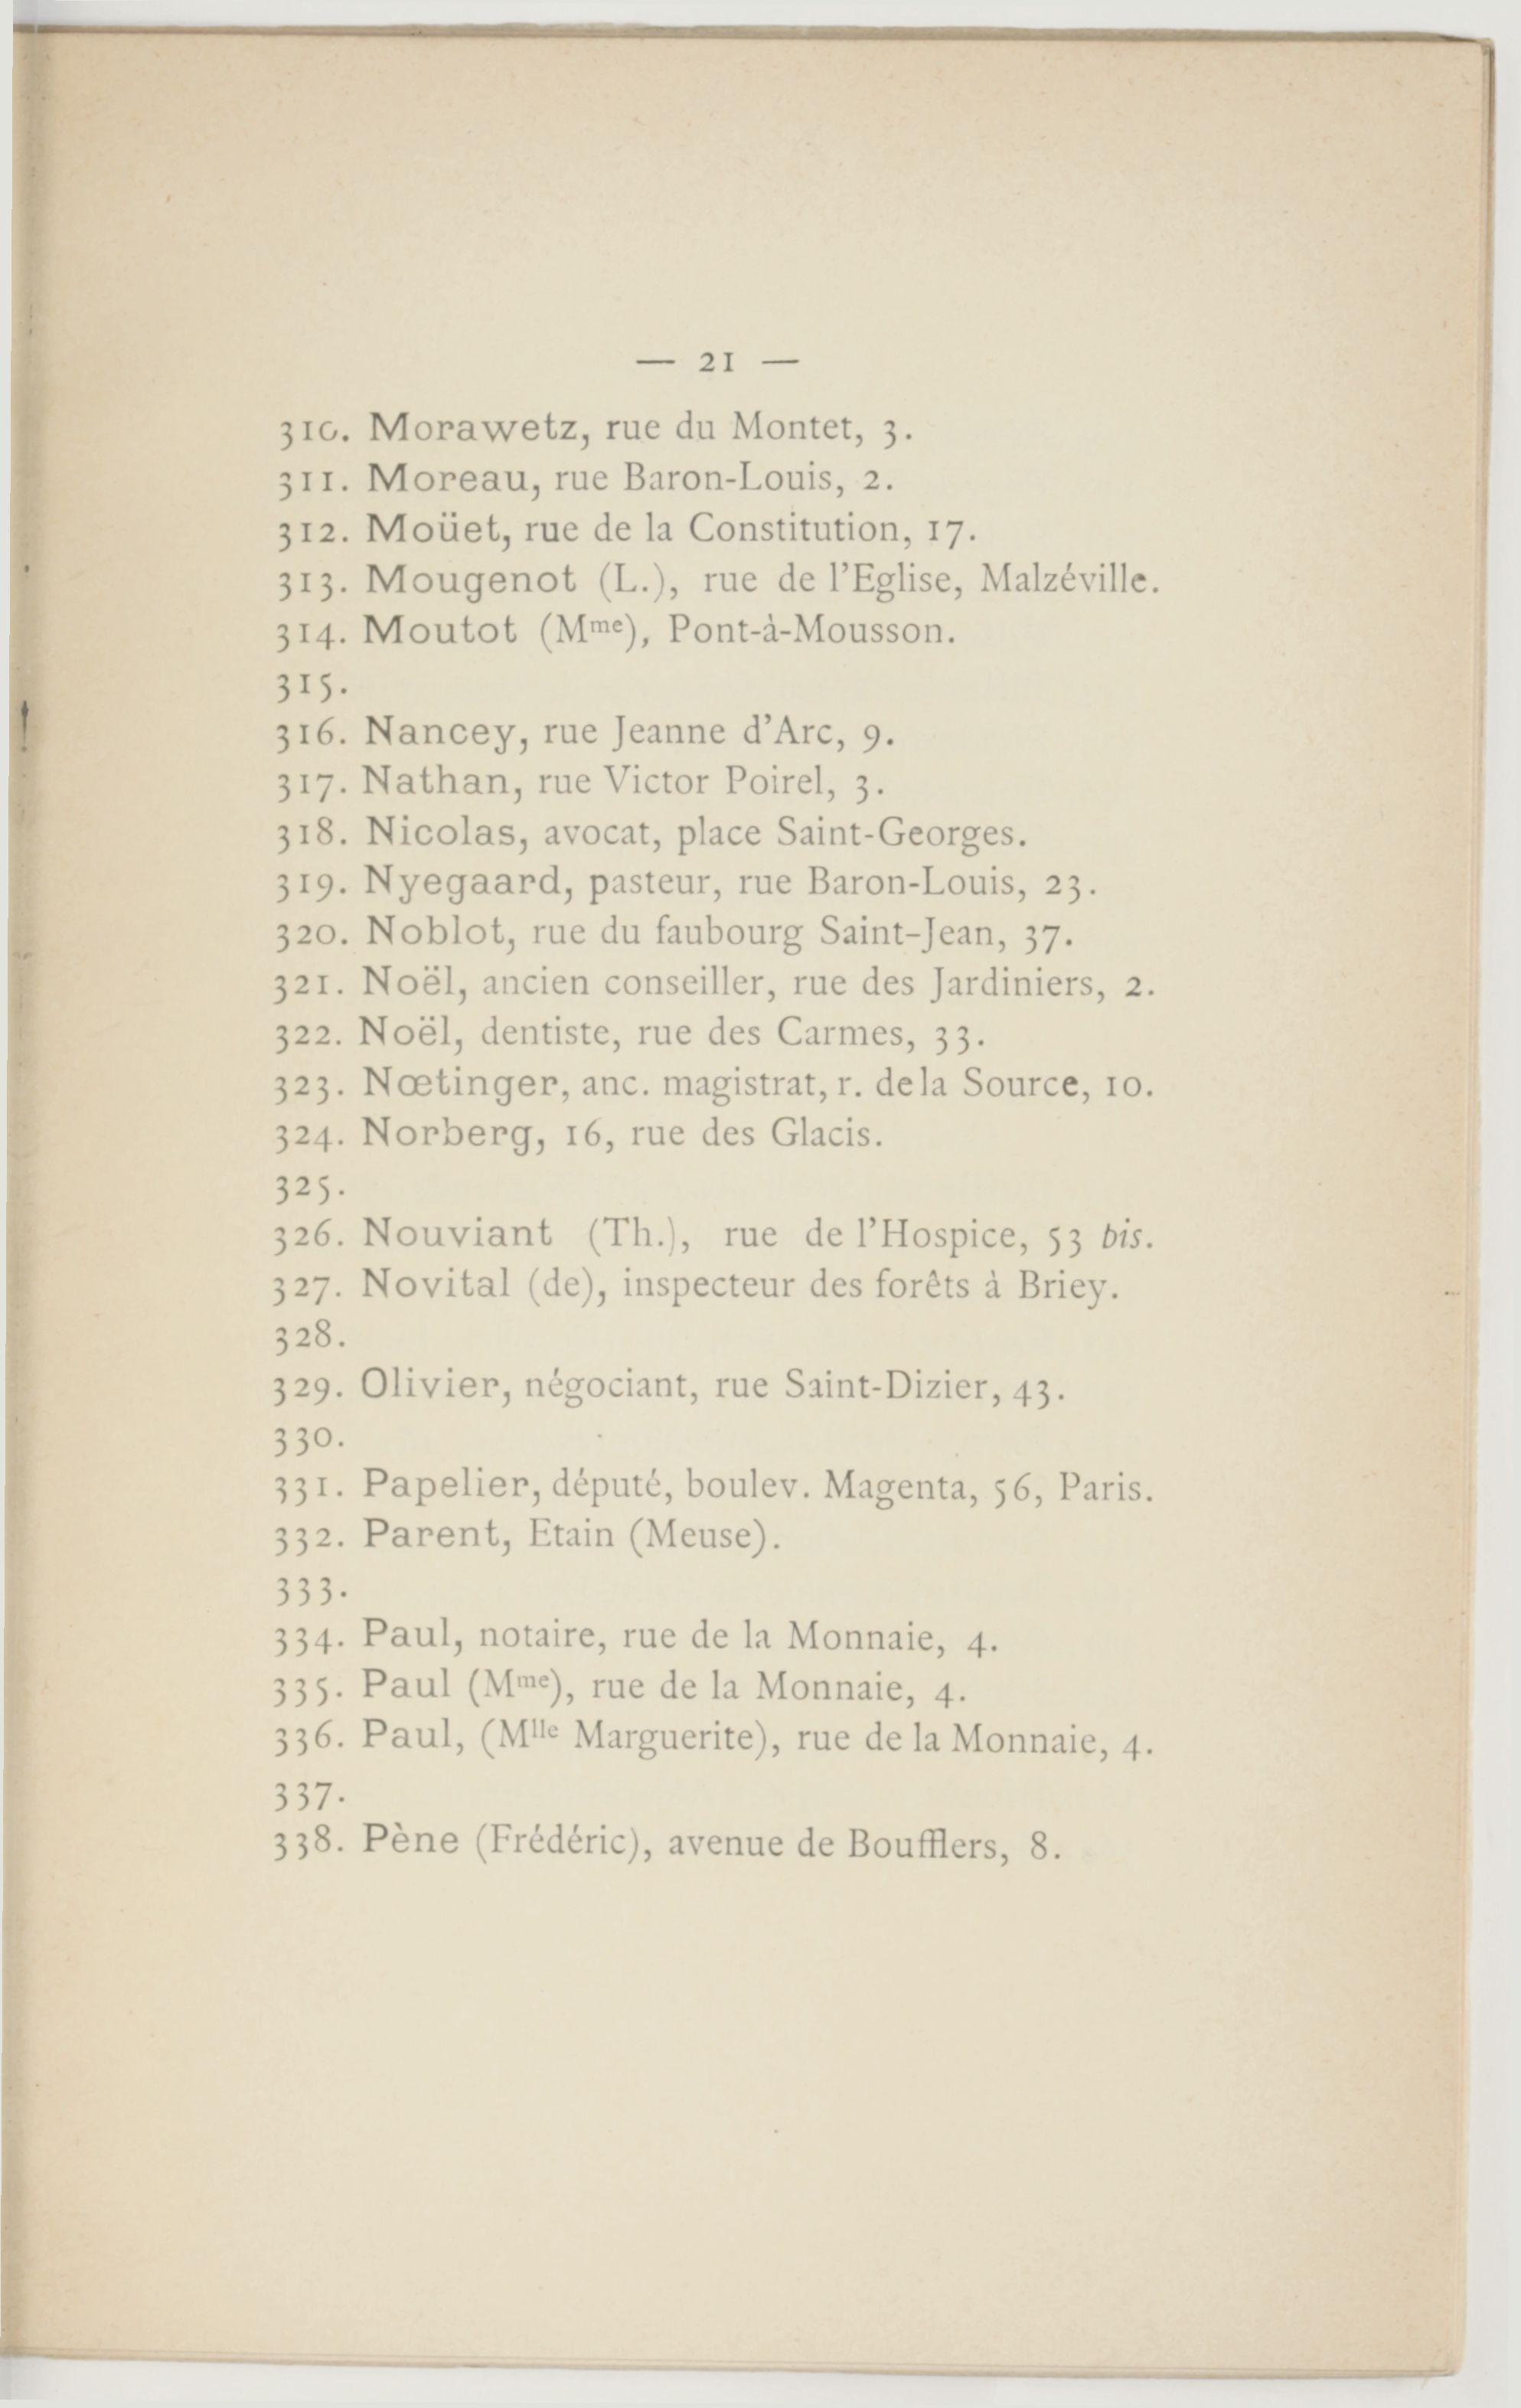 — 21 —
310. Morawetz, rue du Montet, 3.
311. Moreau, rue Baron-Louis, 2.
312. Moüet, rue de la Constitution, 17.
313. Mougenot (L.), rue de l'Eglise, Malzéville.
314. Moutot (Mme), Pont-à-Mousson.
315.
316. Nancey, rue Jeanne d'Arc, 9.
317. Nathan, rue Victor Poirel, 3.
318. Nicolas, avocat, place Saint-Georges.
319. Nyegaard, pasteur, rue Baron-Louis, 23.
320. Noblot, rue du faubourg Saint-Jean, 37.
321. Noël, ancien conseiller, rue des Jardiniers, 2.
322. Noël, dentiste, rue des Carmes, 33.
323. Nœtinger, anc. magistrat, r. dela Source, 10.
324. Norberg, 16, rue des Glacis.
325.
326. Nouviant (Th.), rue de l'Hospice, 53 bis.
327. Novital (de), inspecteur des forêts à Briey.
328.
329. Olivier, négociant, rue Saint-Dizier, 43.
330.
331. Papelier, député, boulev. Magenta, 56, Paris.
332. Parent, Etain (Meuse).
333.
334. Paul, notaire, rue de la Monnaie, 4.
335. Paul (Mme), rue de la Monnaie, 4.
336. Paul, (Mlle Marguerite), rue de la Monnaie, 4.
337.
338. Pène (Frédéric), avenue de Boufflers, 8.